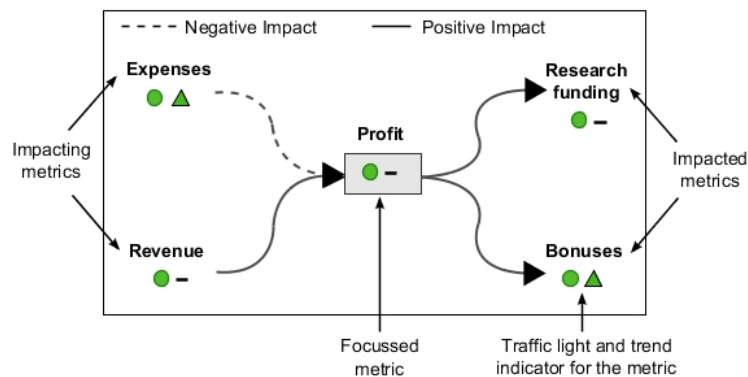 Negative Impact
Positive Impact
Expenses
Research
funding
Profit
Impacting
metrics
Impacted
metrics
Revenue
Bonuses
Focussed
metric
Traffic light and trend
indicator for the metric